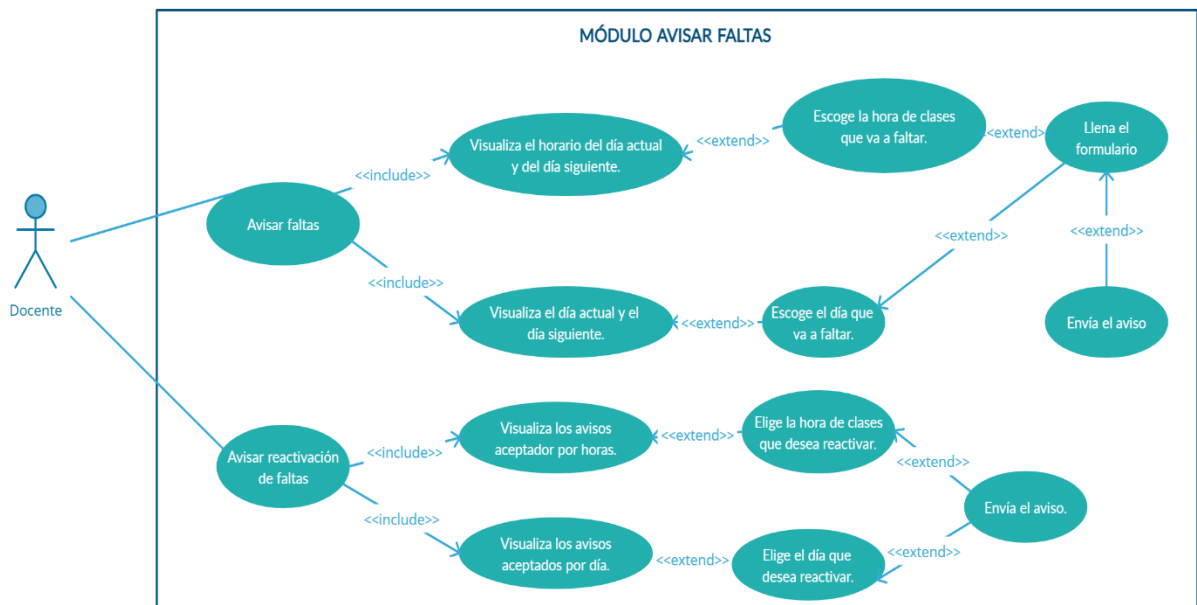 MÓDULO AVISAR FALTAS
Escoge la hora de clases
que va a faltar.
<<extend>>
<<extend>>
Llena el
formulario
Visualiza el horario del día actual
y del día siguiente.
<<include>>
Avisar faltas
<<extend>>
<<extend>>
Docente
<<include>>
Visualiza el día actual y el
día siguiente.
<<extend>>
Escoge el día que
va a faltar.
Envía el aviso
Visualiza los avisos
aceptador por horas.
<<extend>>
Elige la hora de clases
que desea reactivar.
Avisar reactivación
de faltas
<<include>>
<<extend>>
Envía el aviso.
<<include>>
Visualiza los avisos
aceptados por día.
<<extend>>
Elige el día que
desea reactivar.
<<extend>>